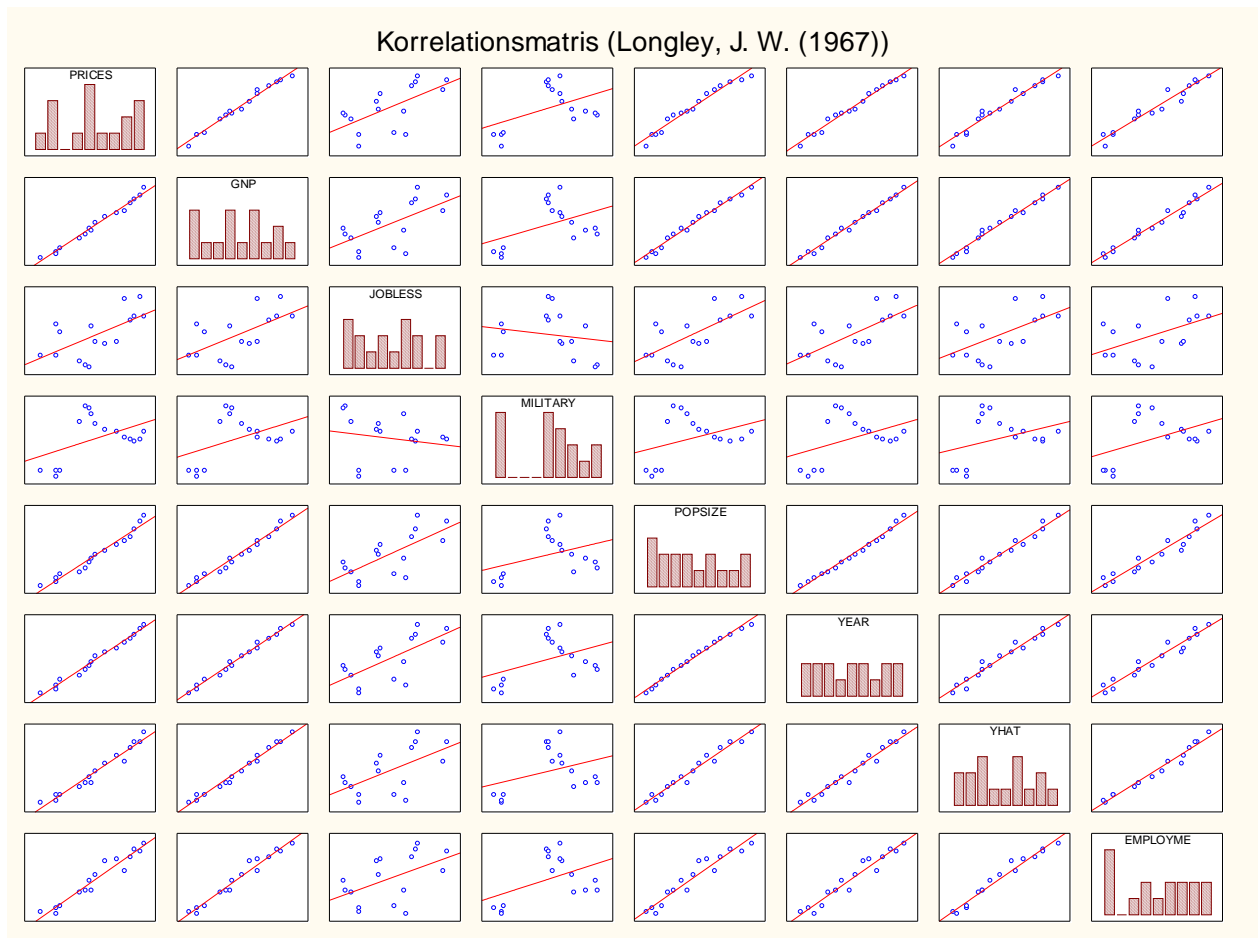 Korrelationsmatris (Longley, J. W. (1967))
PRICES
GNP
JOBLESS
MILITARY
POPSIZE
YEAR
YHAT
EMPLOYME